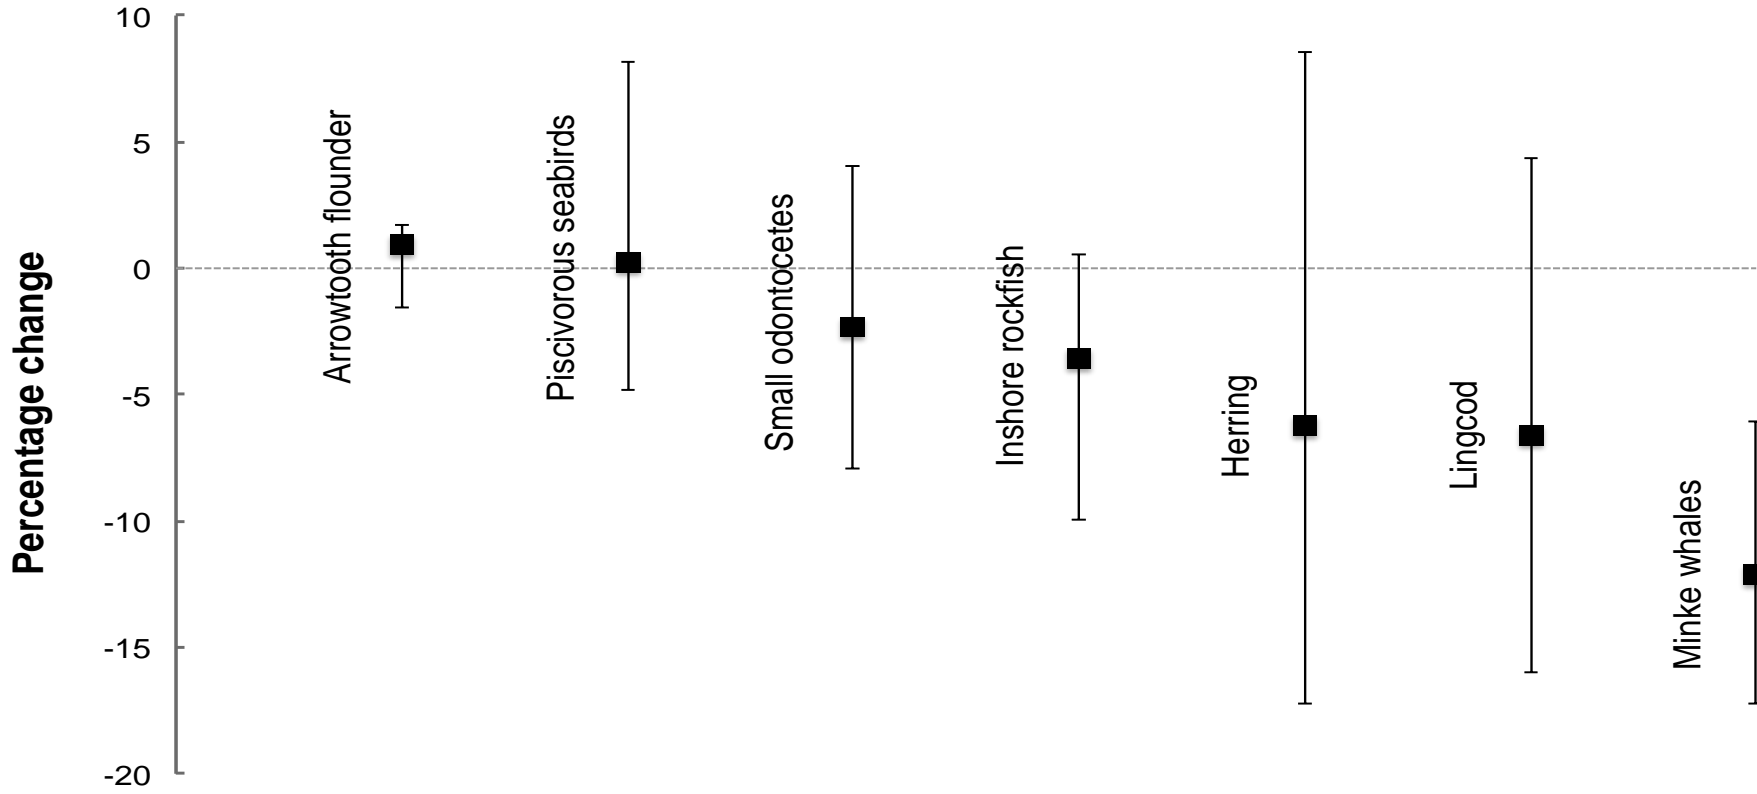 Percentage change
10
5
0
-5
-10
-15
-20
Arrowtooth flounder
Piscivorous seabirds
Small odontocetes
Inshore rockfish
Herring
Lingcod
Minke whales